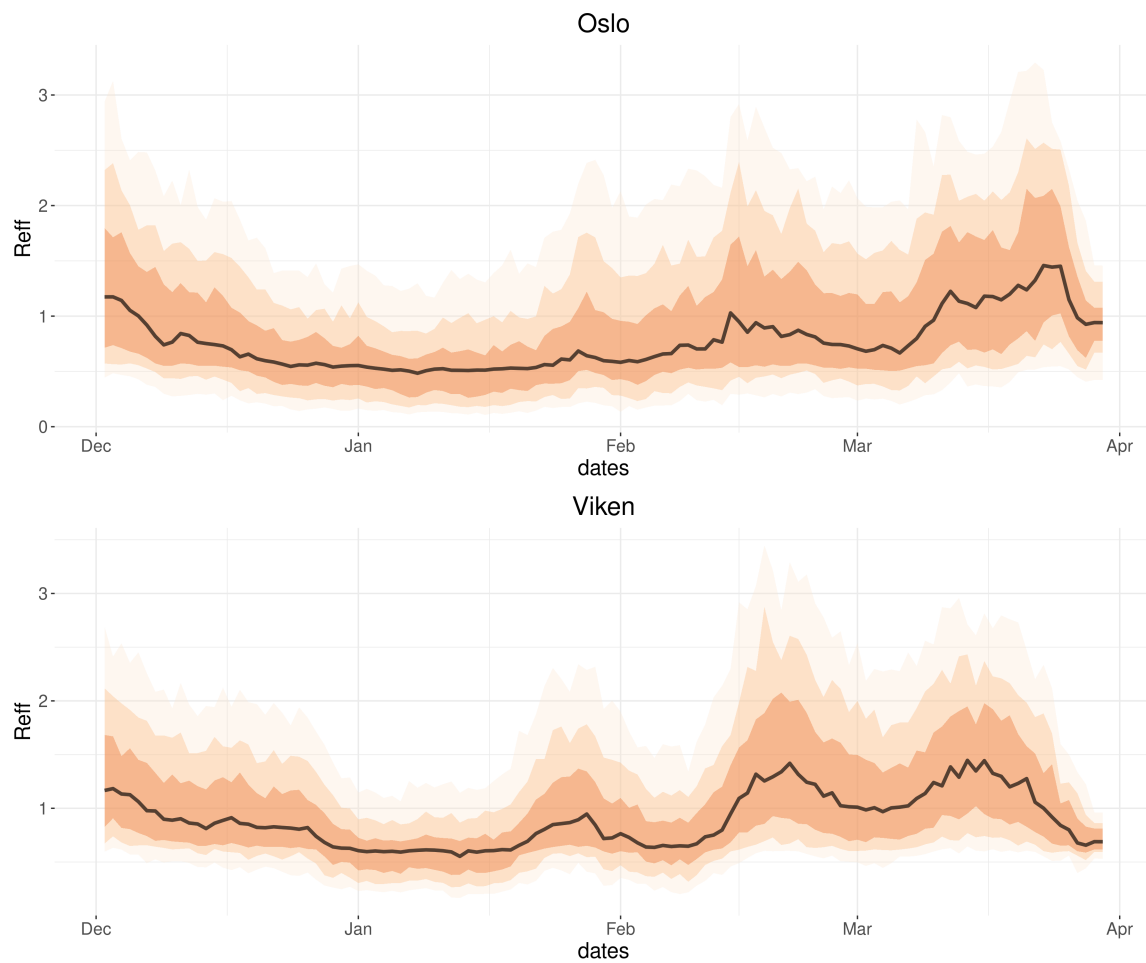 Oslo
3
2
1
0
Reff
Dec Jan Feb Mar Apr
dates
Viken
3
2
1
Reff
Dec Jan Feb Mar Apr
dates